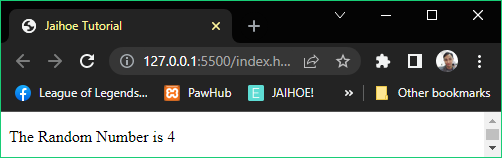 Jaihoe Tutorial
127.0.0.1:5500/index.h...
League of Legends... PawHub JAIHOE! Other bookmarks
The Random Number is 4